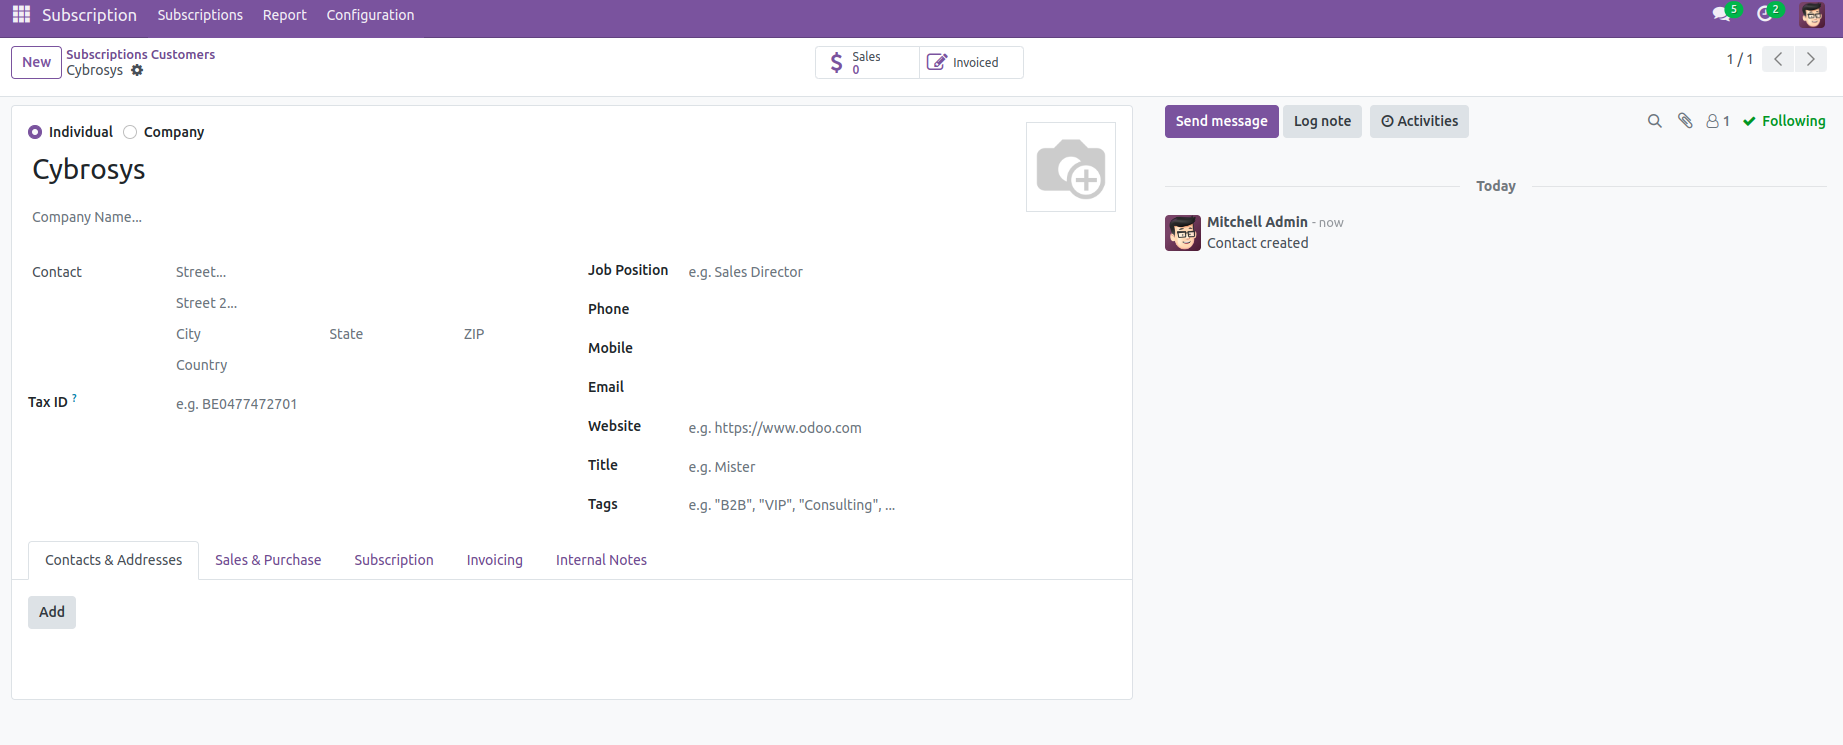 Subscription Subscriptions Report Configuration 5 2
New Subscriptions Customers
Cybrosys
$ Sales
0
Invoiced
1 / 1
Individual Company
Cybrosys
Company Name...
Contact Street...
Street 2...
City State ZIP
Country
Tax ID ? e.g. BE0477472701
Job Position e.g. Sales Director
Phone
Mobile
Email
Website e.g. https://www.odoo.com
Title e.g. Mister
Tags e.g. "B2B", "VIP", "Consulting", ...
Contacts & Addresses Sales & Purchase Subscription Invoicing Internal Notes
Add
Send message Log note Activities 1 Following
Today
Mitchell Admin - now
Contact created